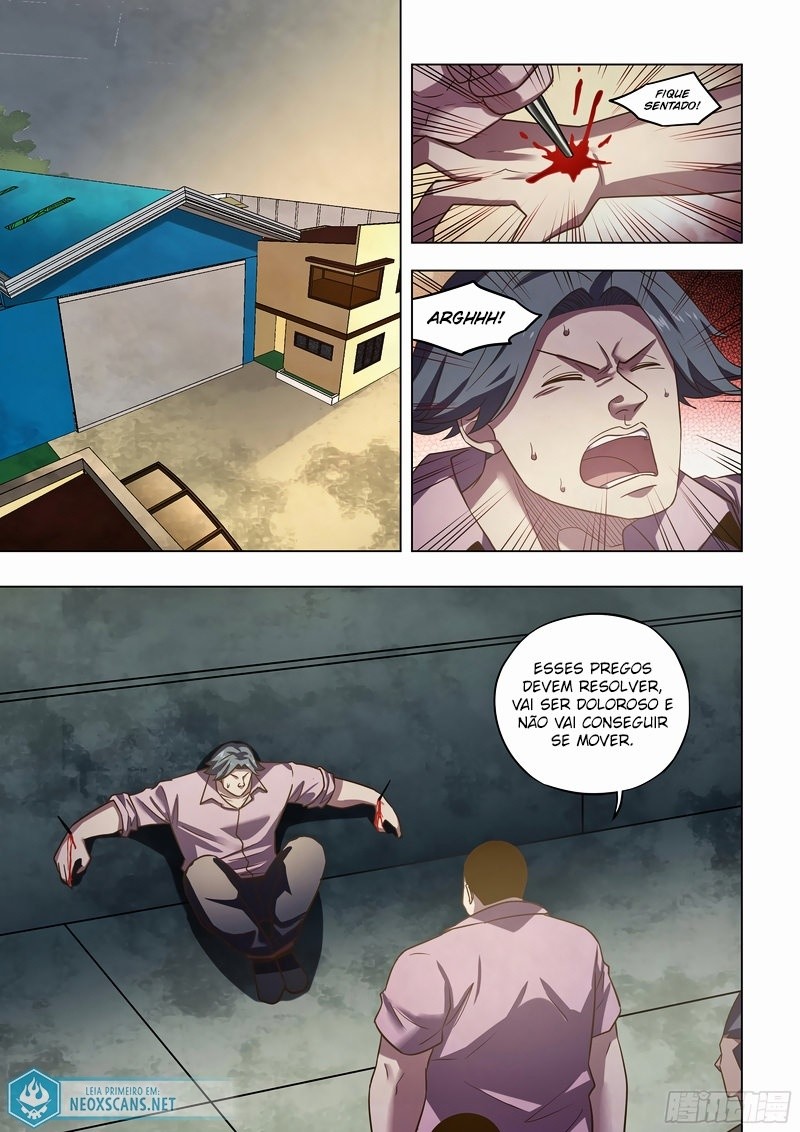 FIQUE
SENTADO!
ARGHHH!
ESSES PREGOS
DEVEM RESOLVER,
VAI SER DOLOROSO E
NÃO VAI CONSEGUIR
SE MOVER.
LEIA PRIMEIRO EM:
NEOXSCANS.NET
腾讯动漫